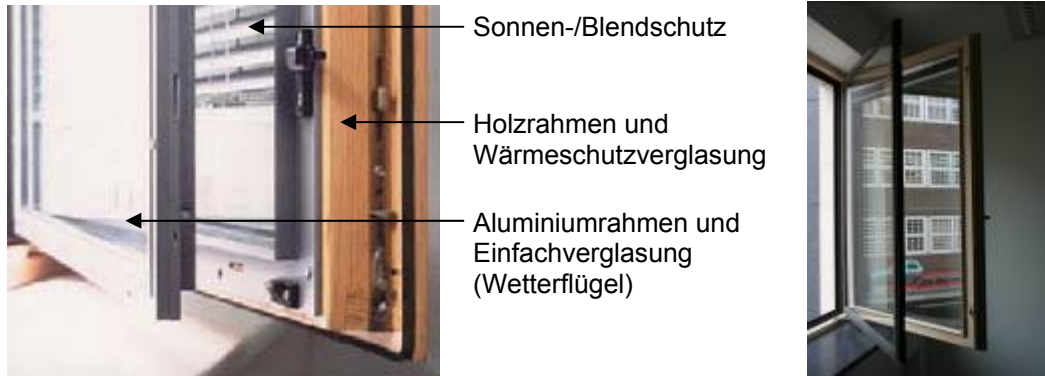 Sonnen-/Blendschutz
Holzrahmen und
Wärmeschutzverglasung
Aluminiumrahmen und
Einfachverglasung
(Wetterflügel)